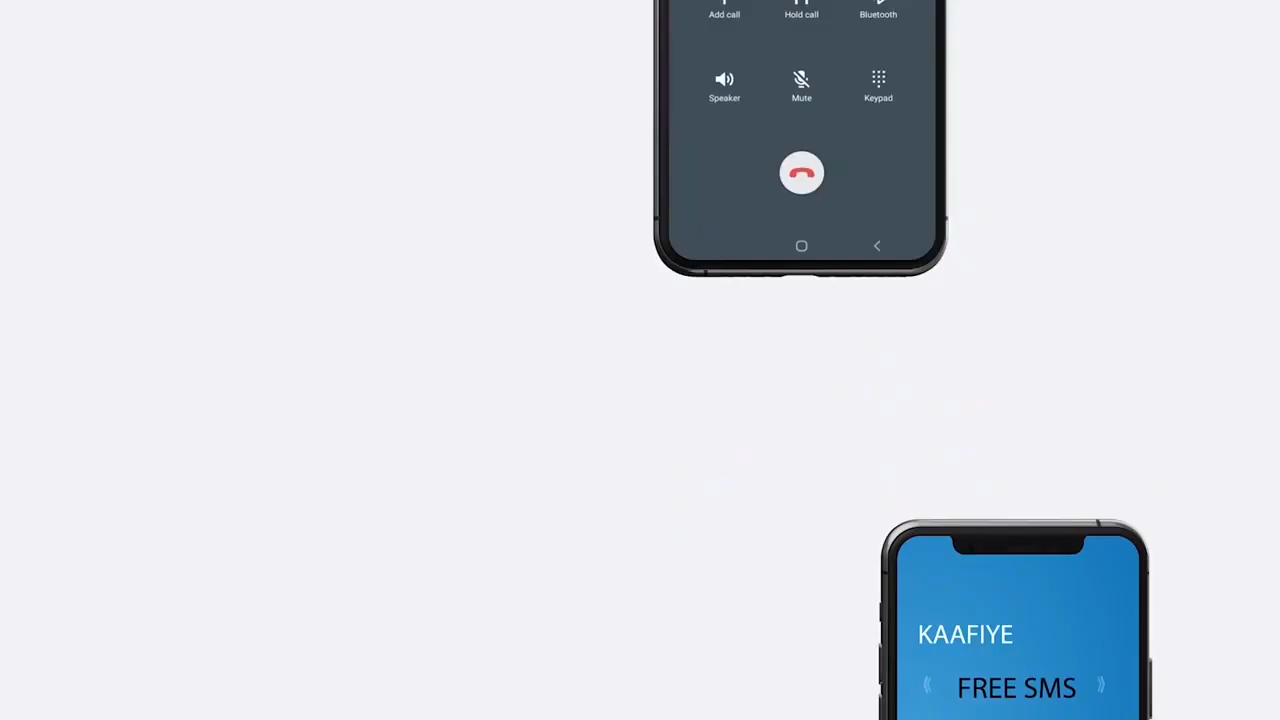 Add call Hold call Bluetooth
Speaker Mute Keypad
KAAFIYE
FREE SMS